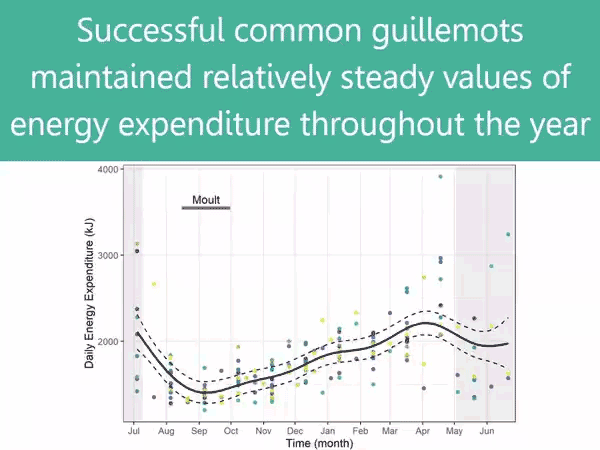 Successful common guillemots
maintained relatively steady values of
energy expenditure throughout the year
4000
Moult
3000
Daily Energy Expenditure (kJ)
2000
Jul Aug Sep Oct Nov Dec Jan Feb Mar Apr May Jun
Time (month)